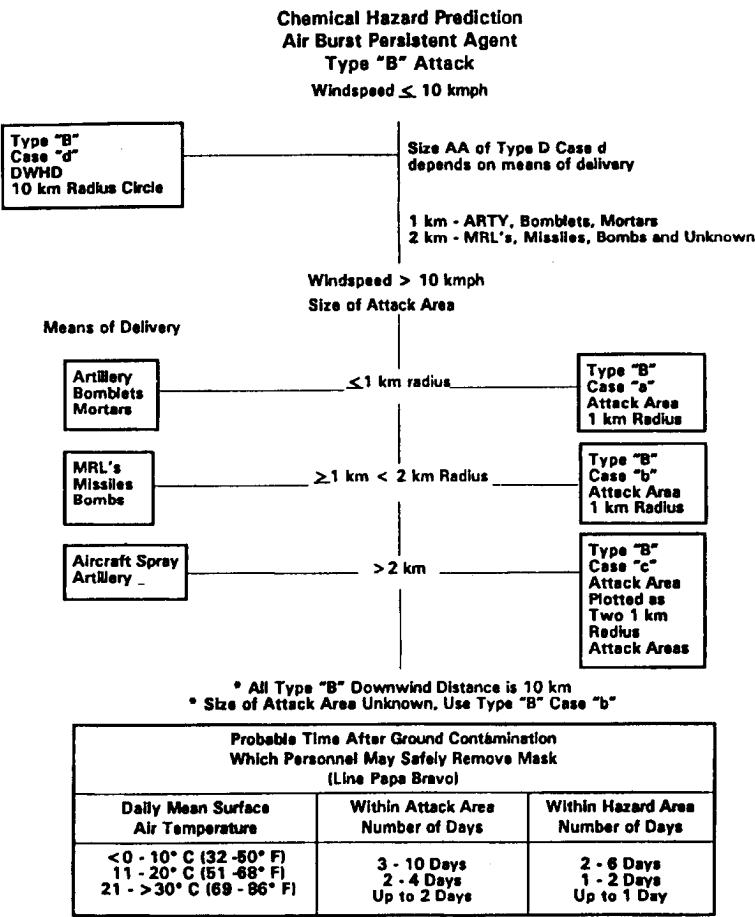 Chemical Hazard Prediction
Air Burst Persistent Agent
Type "B" Attack
Windspeed ≤ 10 kmph
Type "B"
Case "d"
DWHD
10 km Radius Circle
Size AA of Type D Case d
depends on means of delivery
1 km - ARTY, Bomblets, Mortars
2 km - MRL's, Missiles, Bombs and Unknown
Windspeed > 10 kmph
Size of Attack Area
Means of Delivery
Artillery
Bomblets
Mortars
≤1 km radius
Type "B"
Case "a"
Attack Area
1 km Radius
MRL's
Missiles
Bombs
≥1 km < 2 km Radius
Type "B"
Case "b"
Attack Area
1 km Radius
Aircraft Spray
Artillery
>2 km
Type "B"
Case "c"
Attack Area
Plotted as
Two 1 km
Radius
Attack Areas
* All Type "B" Downwind Distance is 10 km
* Size of Attack Area Unknown, Use Type "B" Case "b"
Probable Time After Ground Contamination
Which Personnel May Safely Remove Mask
(Line Papa Bravo)
Daily Mean Surface
Air Temperature
Within Attack Area
Number of Days
Within Hazard Area
Number of Days
<0 - 10° C (32 -50° F)
3 - 10 Days
2 - 6 Days
11 - 20° C (51 -68° F)
2 - 4 Days
1 - 2 Days
21 - >30° C (69 - 86° F)
Up to 2 Days
Up to 1 Day